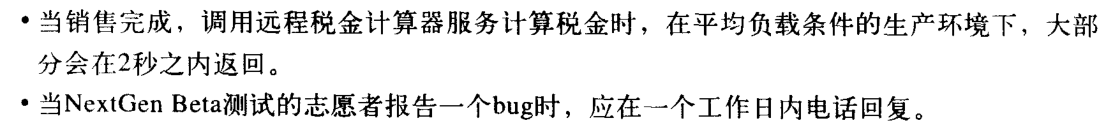 • 当销售完成，调用远程税金计算器服务计算税金时，在平均负载条件的生产环境下，大部
分会在2秒之内返回。
• 当NextGen Beta测试的志愿者报告一个bug时，应在一个工作日内电话回复。